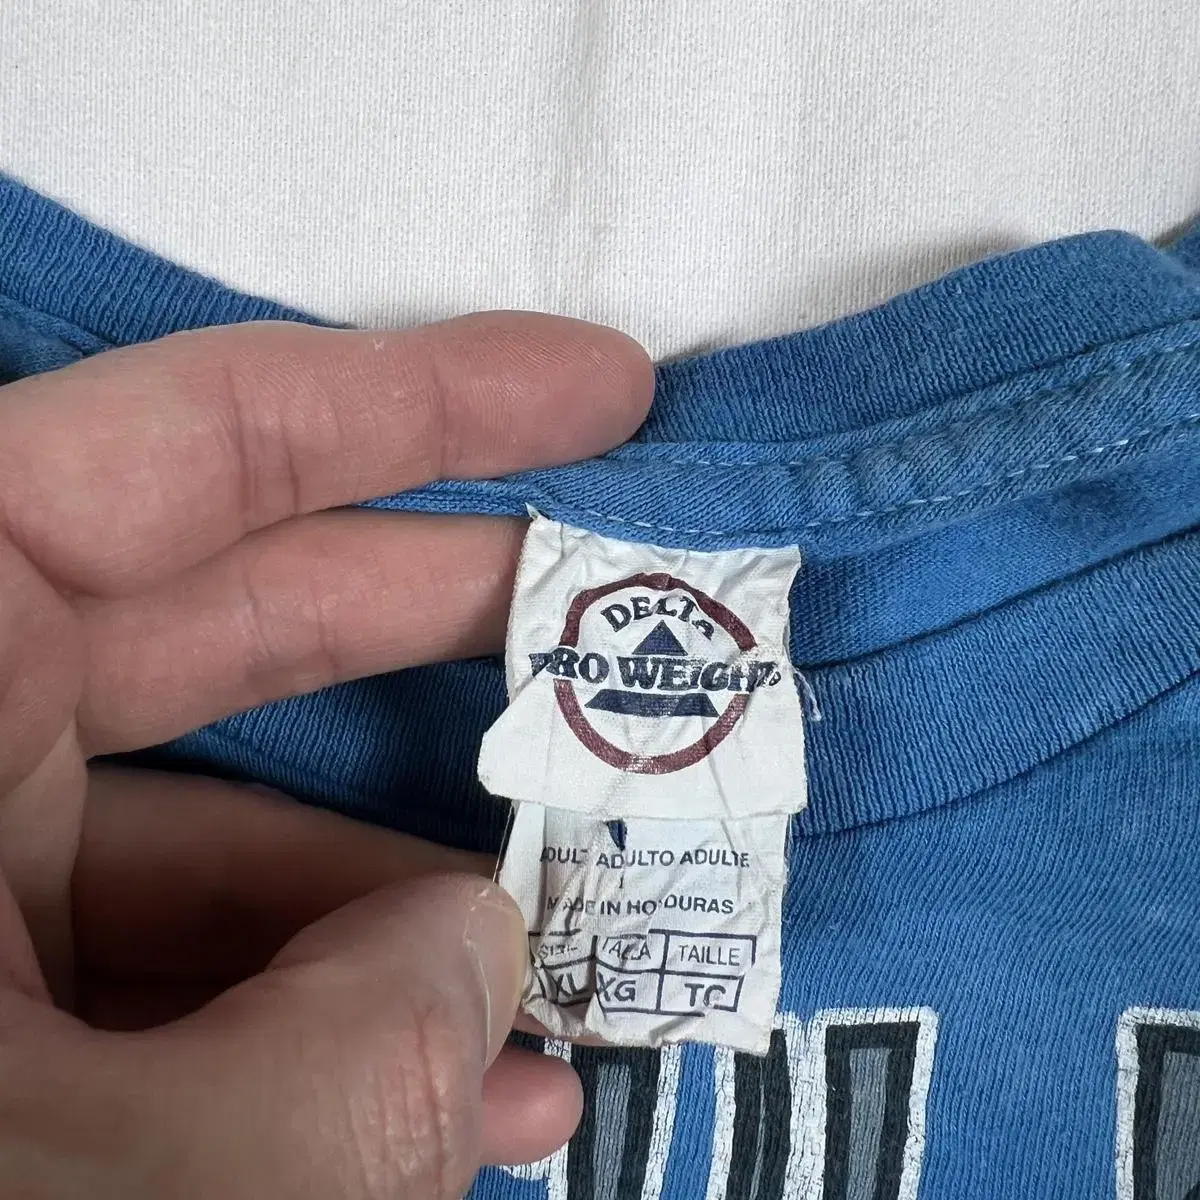 DELTA
PRO WEIGHT®
ADULT ADULTO ADULTE
MADE IN HONDURAS
SIZE TALLA TAILLE
XL XG TG